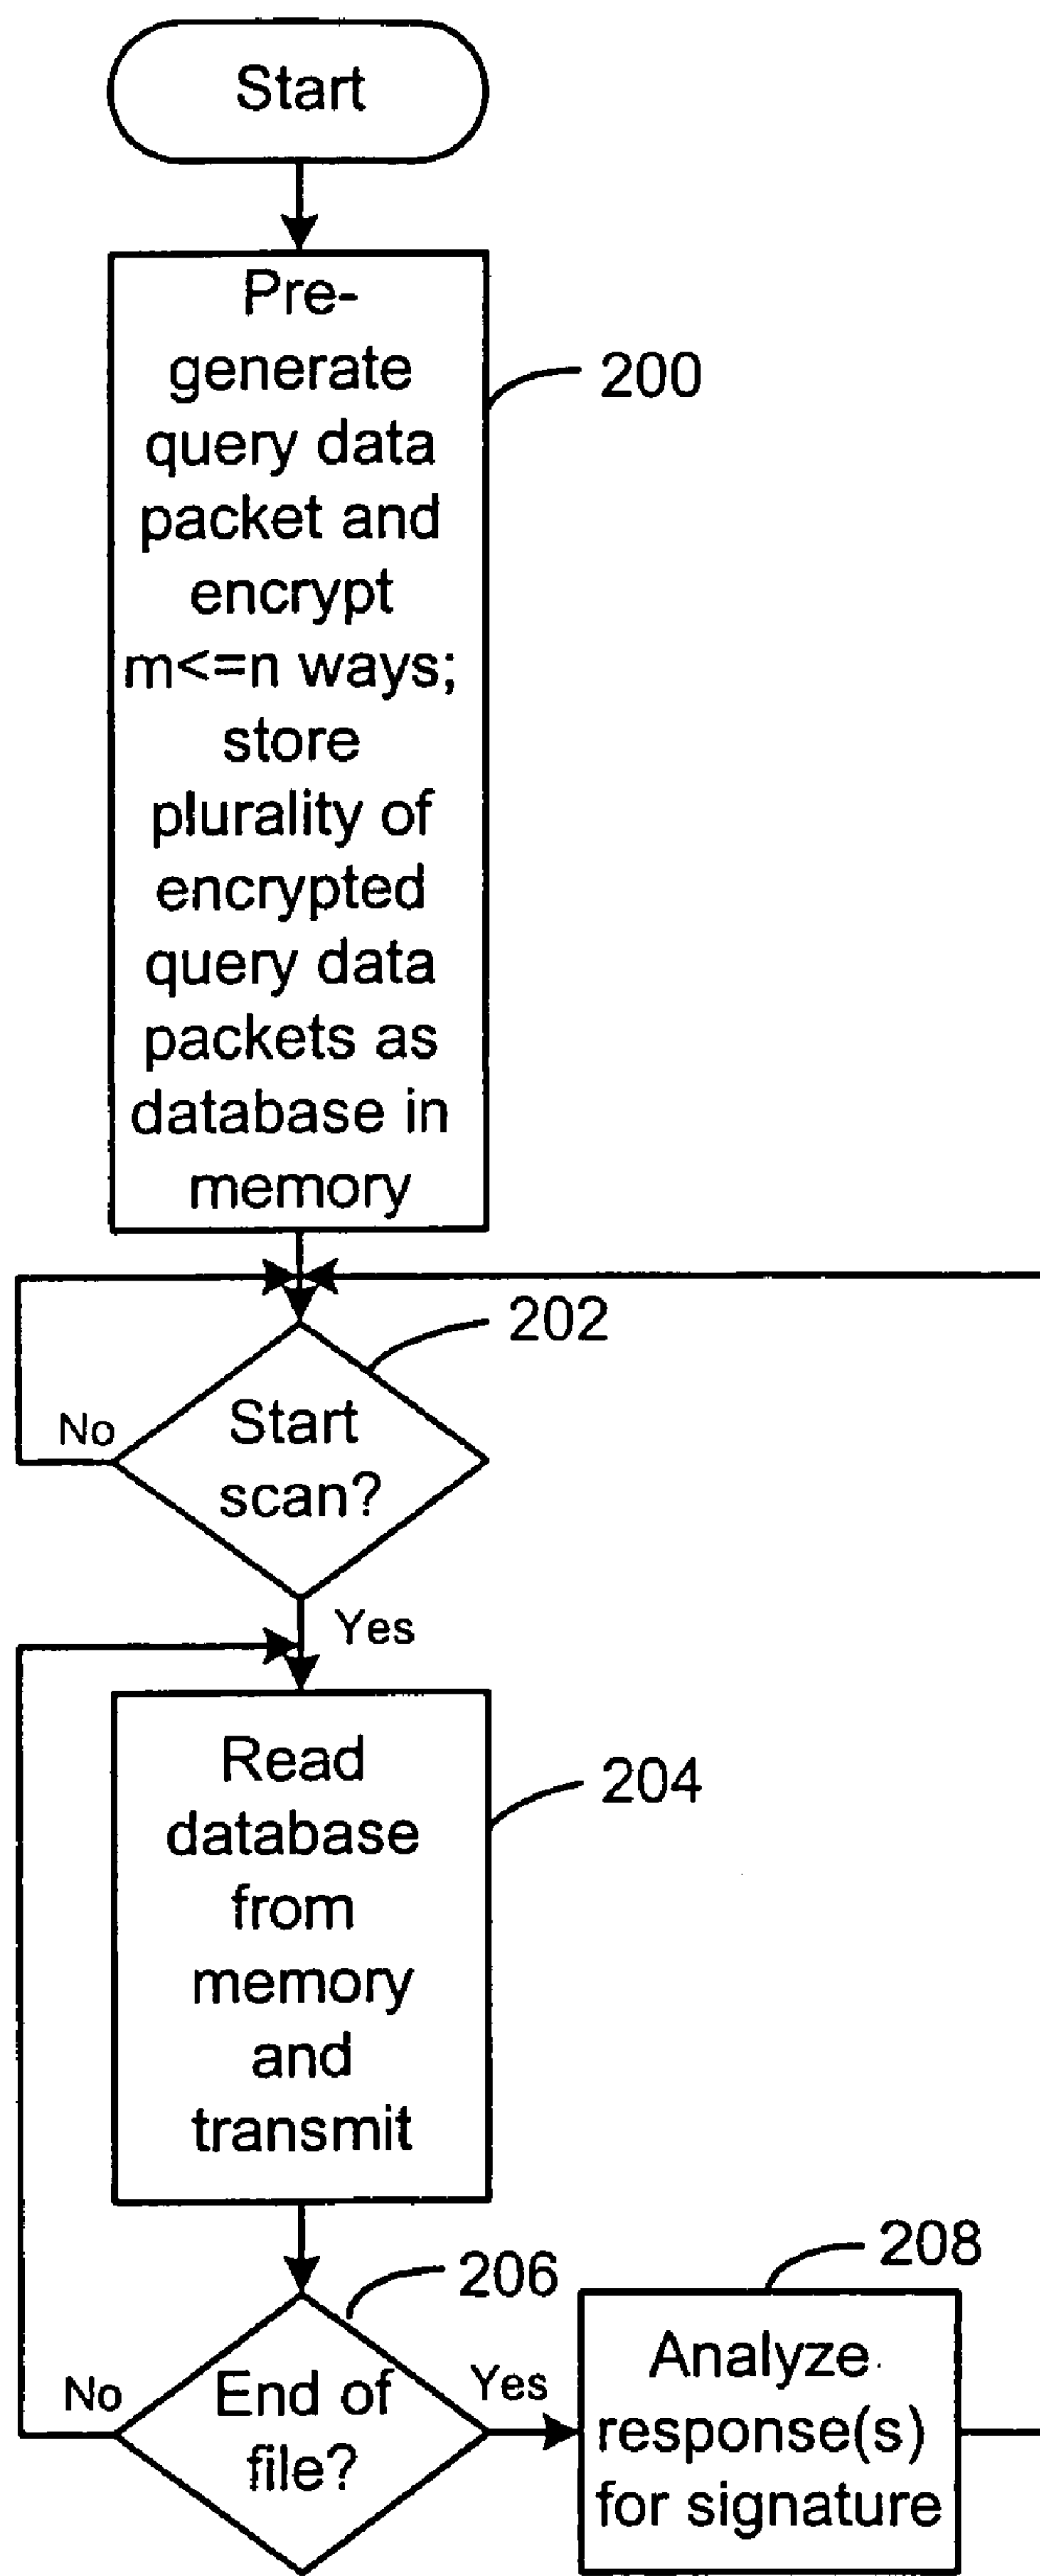 Start
Pre-
generate
query data
packet and
encrypt
m<=n ways;
store
plurality of
encrypted
query data
packets as
database in
memory
200
202
Start
scan?
No
Yes
Read
database
from
memory
and
transmit
204
206
End of
file?
No
Yes
208
Analyze
response(s)
for signature